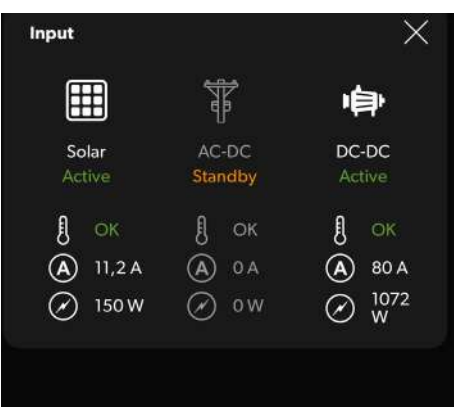 Input
Solar AC-DC DC-DC
Active Standby Active
OK OK OK
A 11,2 A A 0 A A 80 A
150 W 0 W 1072
W